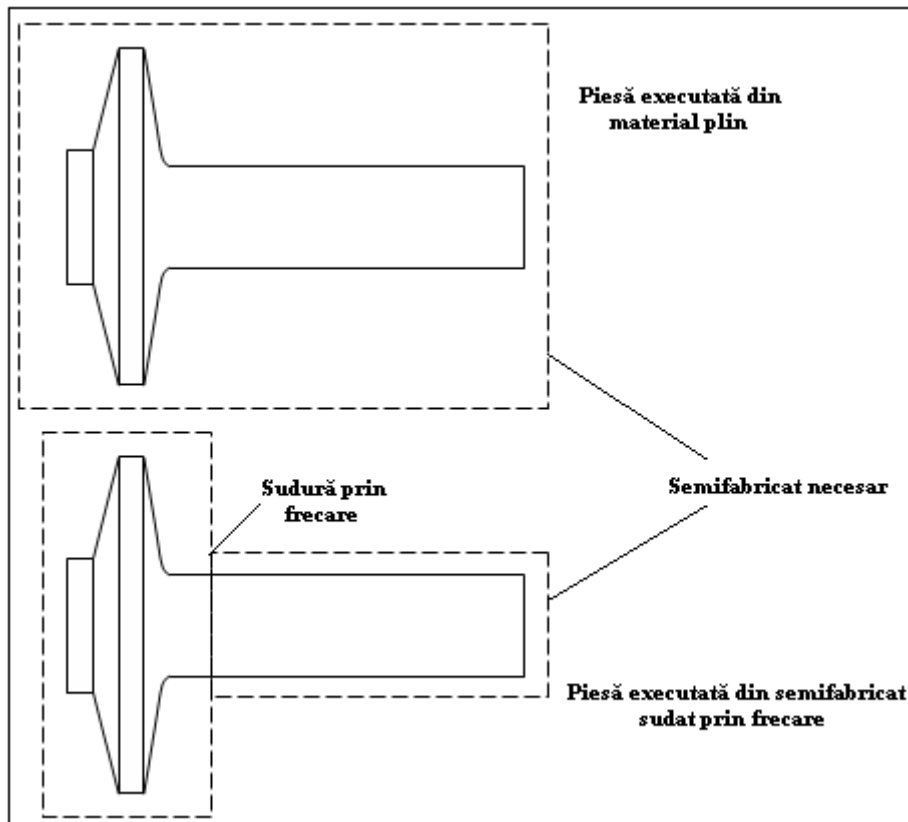 Piesă executată din
material plin
Sudură prin
frecare
Semifabricat necesar
Piesă executată din semifabricat
sudat prin frecare